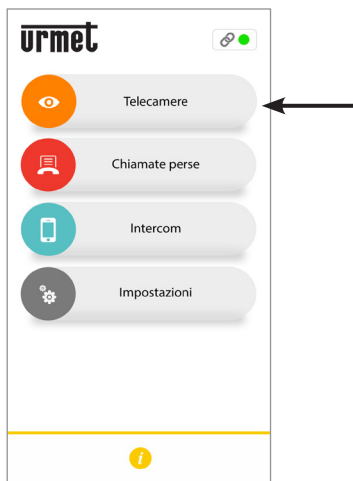 urmet
Telecamere
Chiamate perse
Intercom
Impostazioni
i